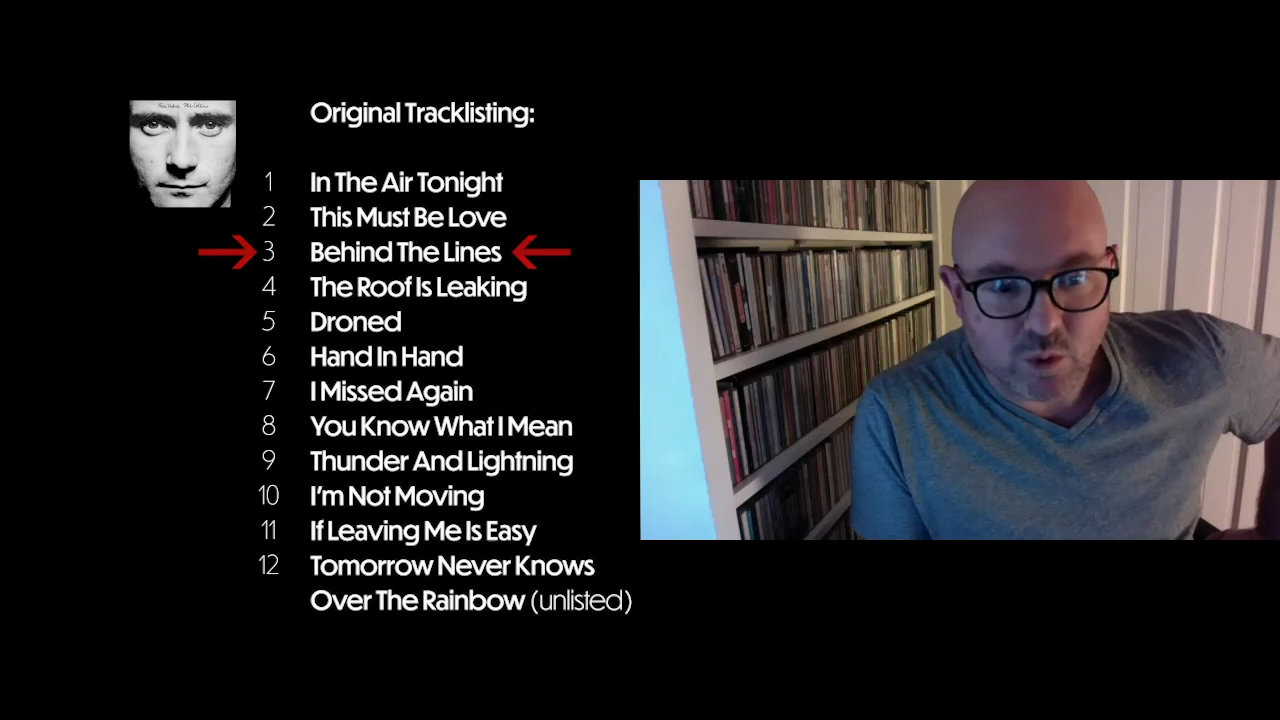 Original Tracklisting:
1 In The Air Tonight
2 This Must Be Love
3 Behind The Lines
4 The Roof Is Leaking
5 Droned
6 Hand In Hand
7 I Missed Again
8 You Know What I Mean
9 Thunder And Lightning
10 I'm Not Moving
11 If Leaving Me Is Easy
12 Tomorrow Never Knows
Over The Rainbow (unlisted)